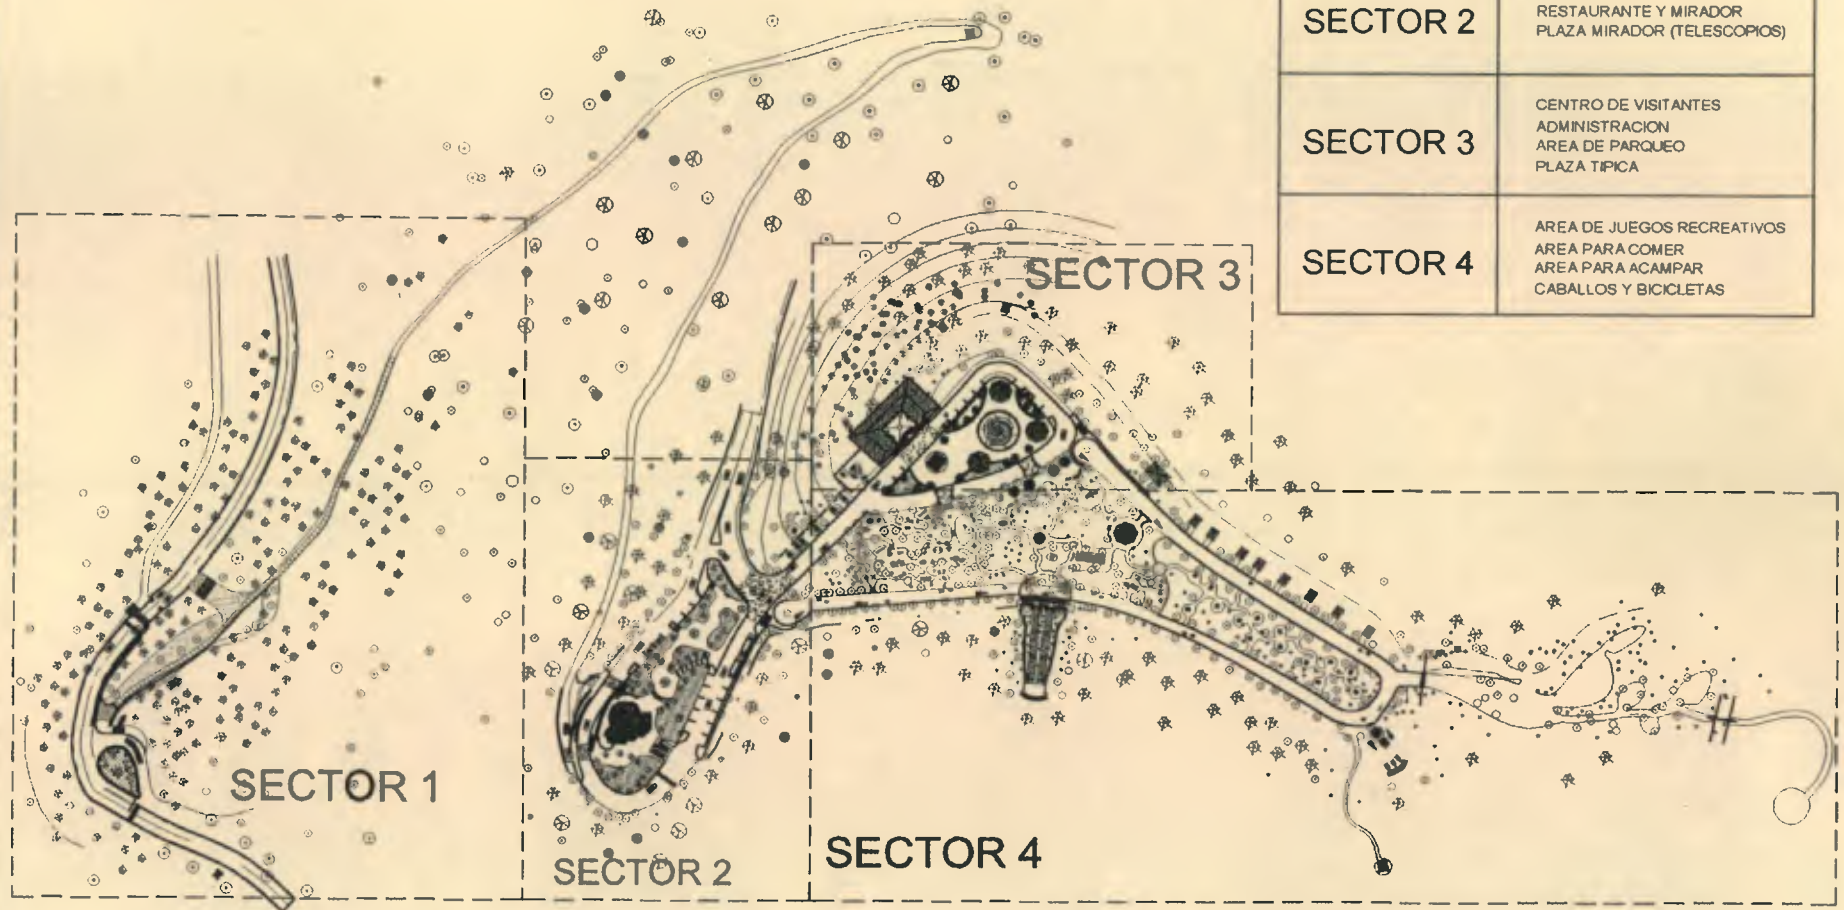 SECTOR 2
RESTAURANTE Y MIRADOR
PLAZA MIRADOR (TELESCOPIOS)
SECTOR 3
CENTRO DE VISITANTES
ADMINISTRACION
AREA DE PARQUEO
PLAZA TIPICA
SECTOR 4
AREA DE JUEGOS RECREATIVOS
AREA PARA COMER
AREA PARA ACAMPAR
CABALLOS Y BICICLETAS
SECTOR 3
SECTOR 1
SECTOR 2
SECTOR 4